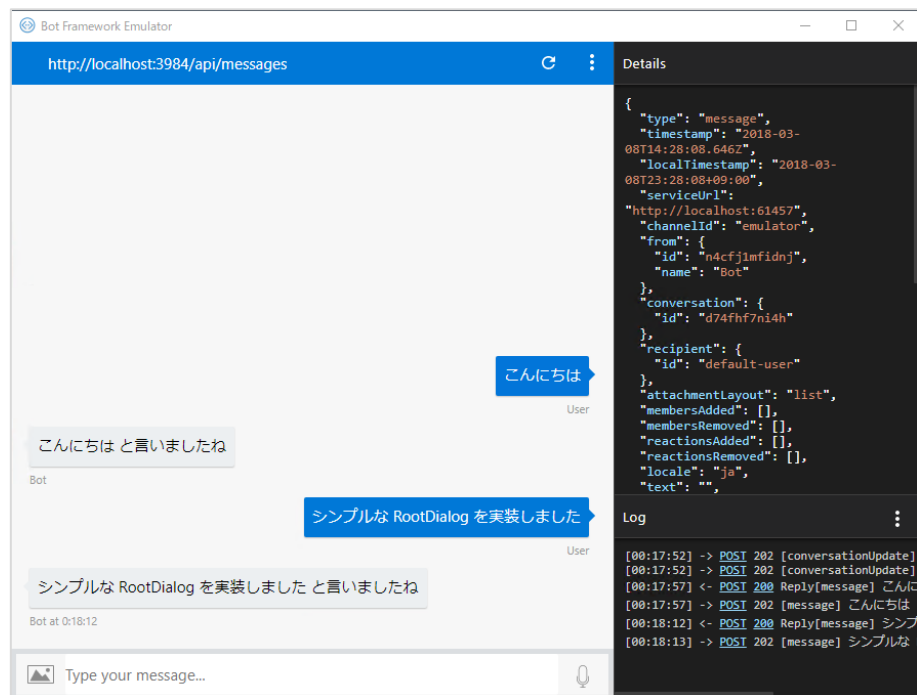 Bot Framework Emulator
http://localhost:3984/api/messages
こんにちは
User
こんにちは と言いましたね
Bot
シンプルな RootDialog を実装しました
User
シンプルな RootDialog を実装しました と言いましたね
Bot at 0:18:12
Type your message...
Details
{
"type": "message",
"timestamp": "2018-03-
08T14:28:08.646Z",
"localTimestamp": "2018-03-
08T23:28:08+09:00",
"serviceUrl":
"http://localhost:61457",
"channelId": "emulator",
"from": {
"id": "n4cfj1mfidnj",
"name": "Bot"
},
"conversation": {
"id": "d74fhf7ni4h"
},
"recipient": {
"id": "default-user"
},
"attachmentLayout": "list",
"membersAdded": [],
"membersRemoved": [],
"reactionsAdded": [],
"reactionsRemoved": [],
"locale": "ja",
"text": "",
Log
[00:17:52] -> POST 202 [conversationUpdate]
[00:17:52] -> POST 202 [conversationUpdate]
[00:17:57] <- POST 200 Reply[message] こんに
[00:17:57] -> POST 202 [message] こんにちは
[00:18:12] <- POST 200 Reply[message] シンプ
[00:18:13] -> POST 202 [message] シンプルな